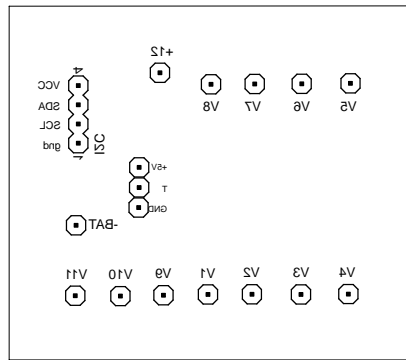 +12
4
VCC
SDA
SCL
gnd
1
I2C
V8 V7 V6 V5
+5V
T
GND
-BAT
V11 V10 V9 V1 V2 V3 V4